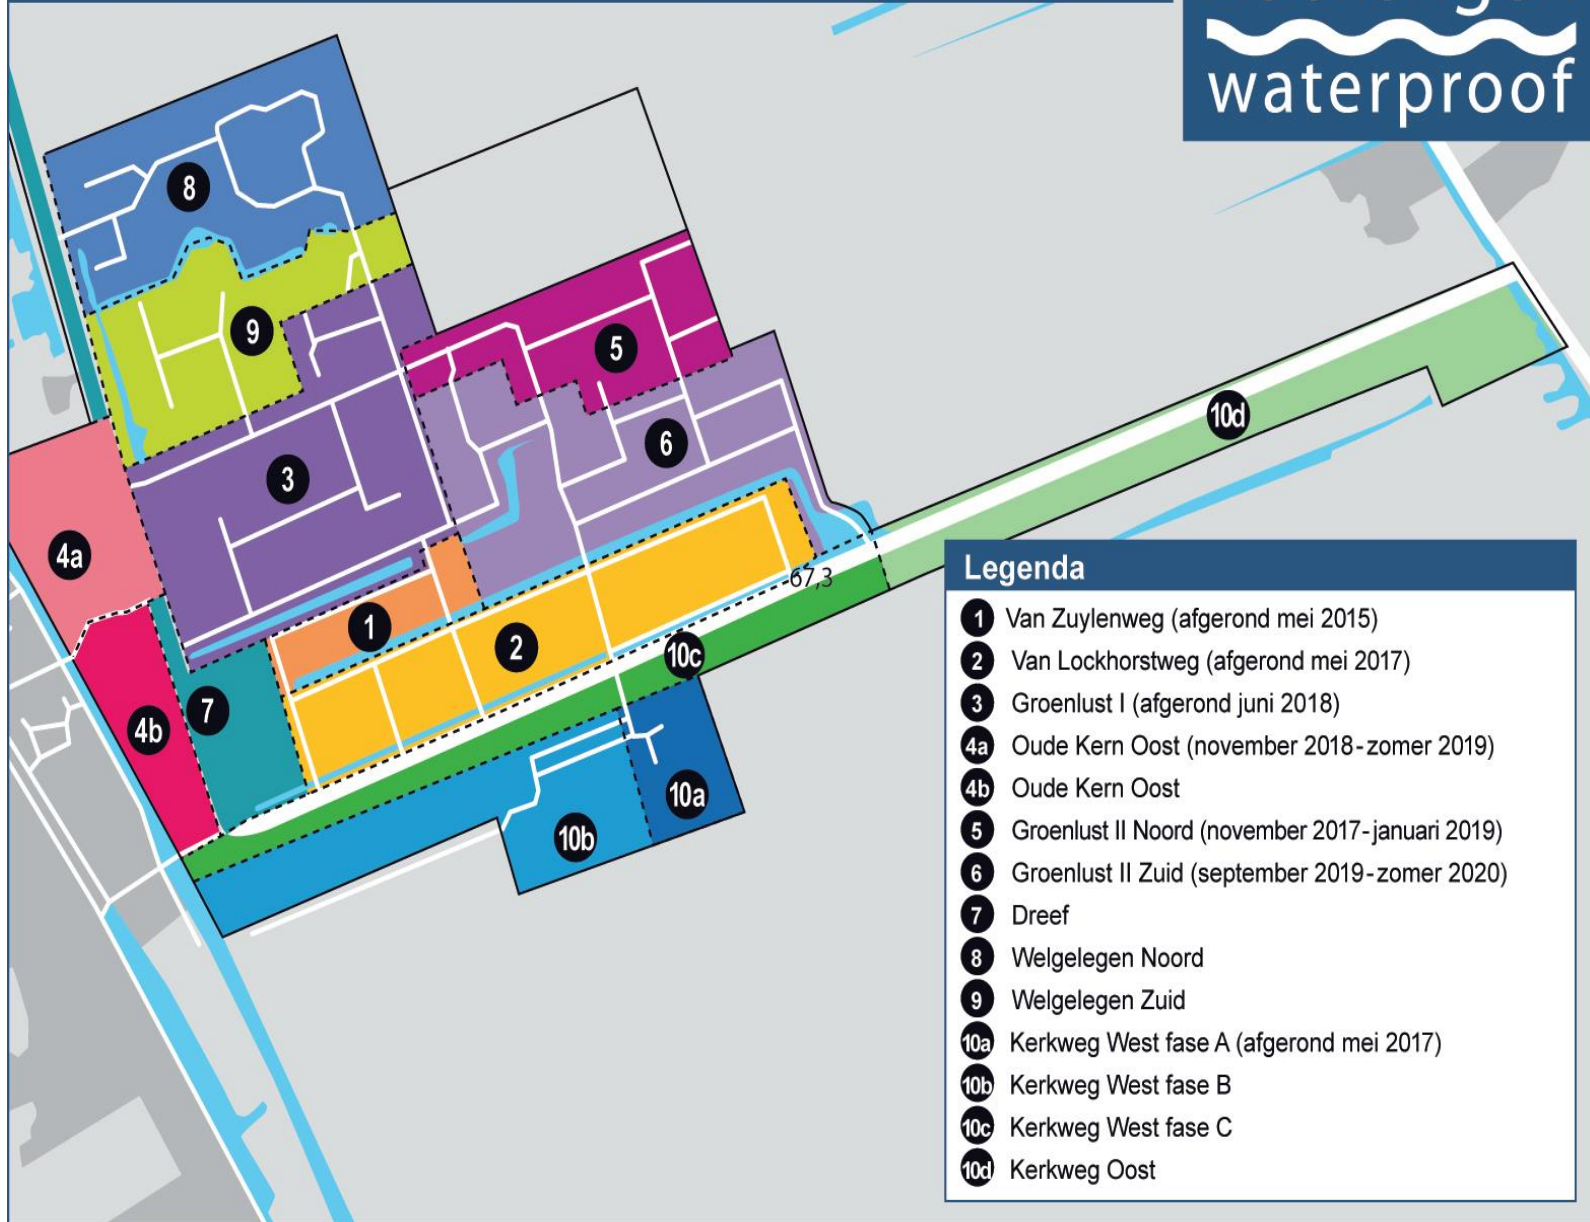 waterproof
8
9
5
3
6
10d
4a
67,3
1
2
10c
7
4b
10a
10b
Legenda
1 Van Zuylenweg (afgerond mei 2015)
2 Van Lockhorstweg (afgerond mei 2017)
3 Groenlust I (afgerond juni 2018)
4a Oude Kern Oost (november 2018-zomer 2019)
4b Oude Kern Oost
5 Groenlust II Noord (november 2017-januari 2019)
6 Groenlust II Zuid (september 2019-zomer 2020)
7 Dreef
8 Welgelegen Noord
9 Welgelegen Zuid
10a Kerkweg West fase A (afgerond mei 2017)
10b Kerkweg West fase B
10c Kerkweg West fase C
10d Kerkweg Oost